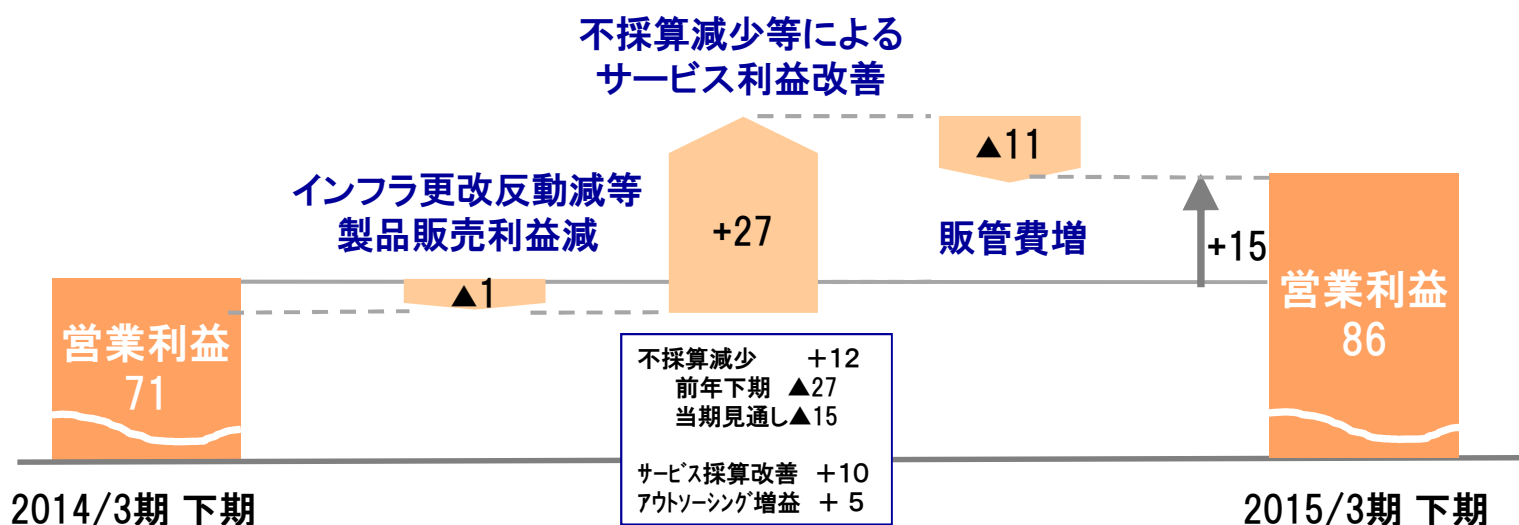 不採算減少等による
サービス利益改善
▲11
インフラ更改反動減等
製品販売利益減
+27
販管費増
+15
▲1
営業利益
71
営業利益
86
不採算減少 +12
前年下期 ▲27
当期見通し▲15
サービス採算改善 +10
アウトソーシング増益 + 5
2014/3期 下期
2015/3期 下期